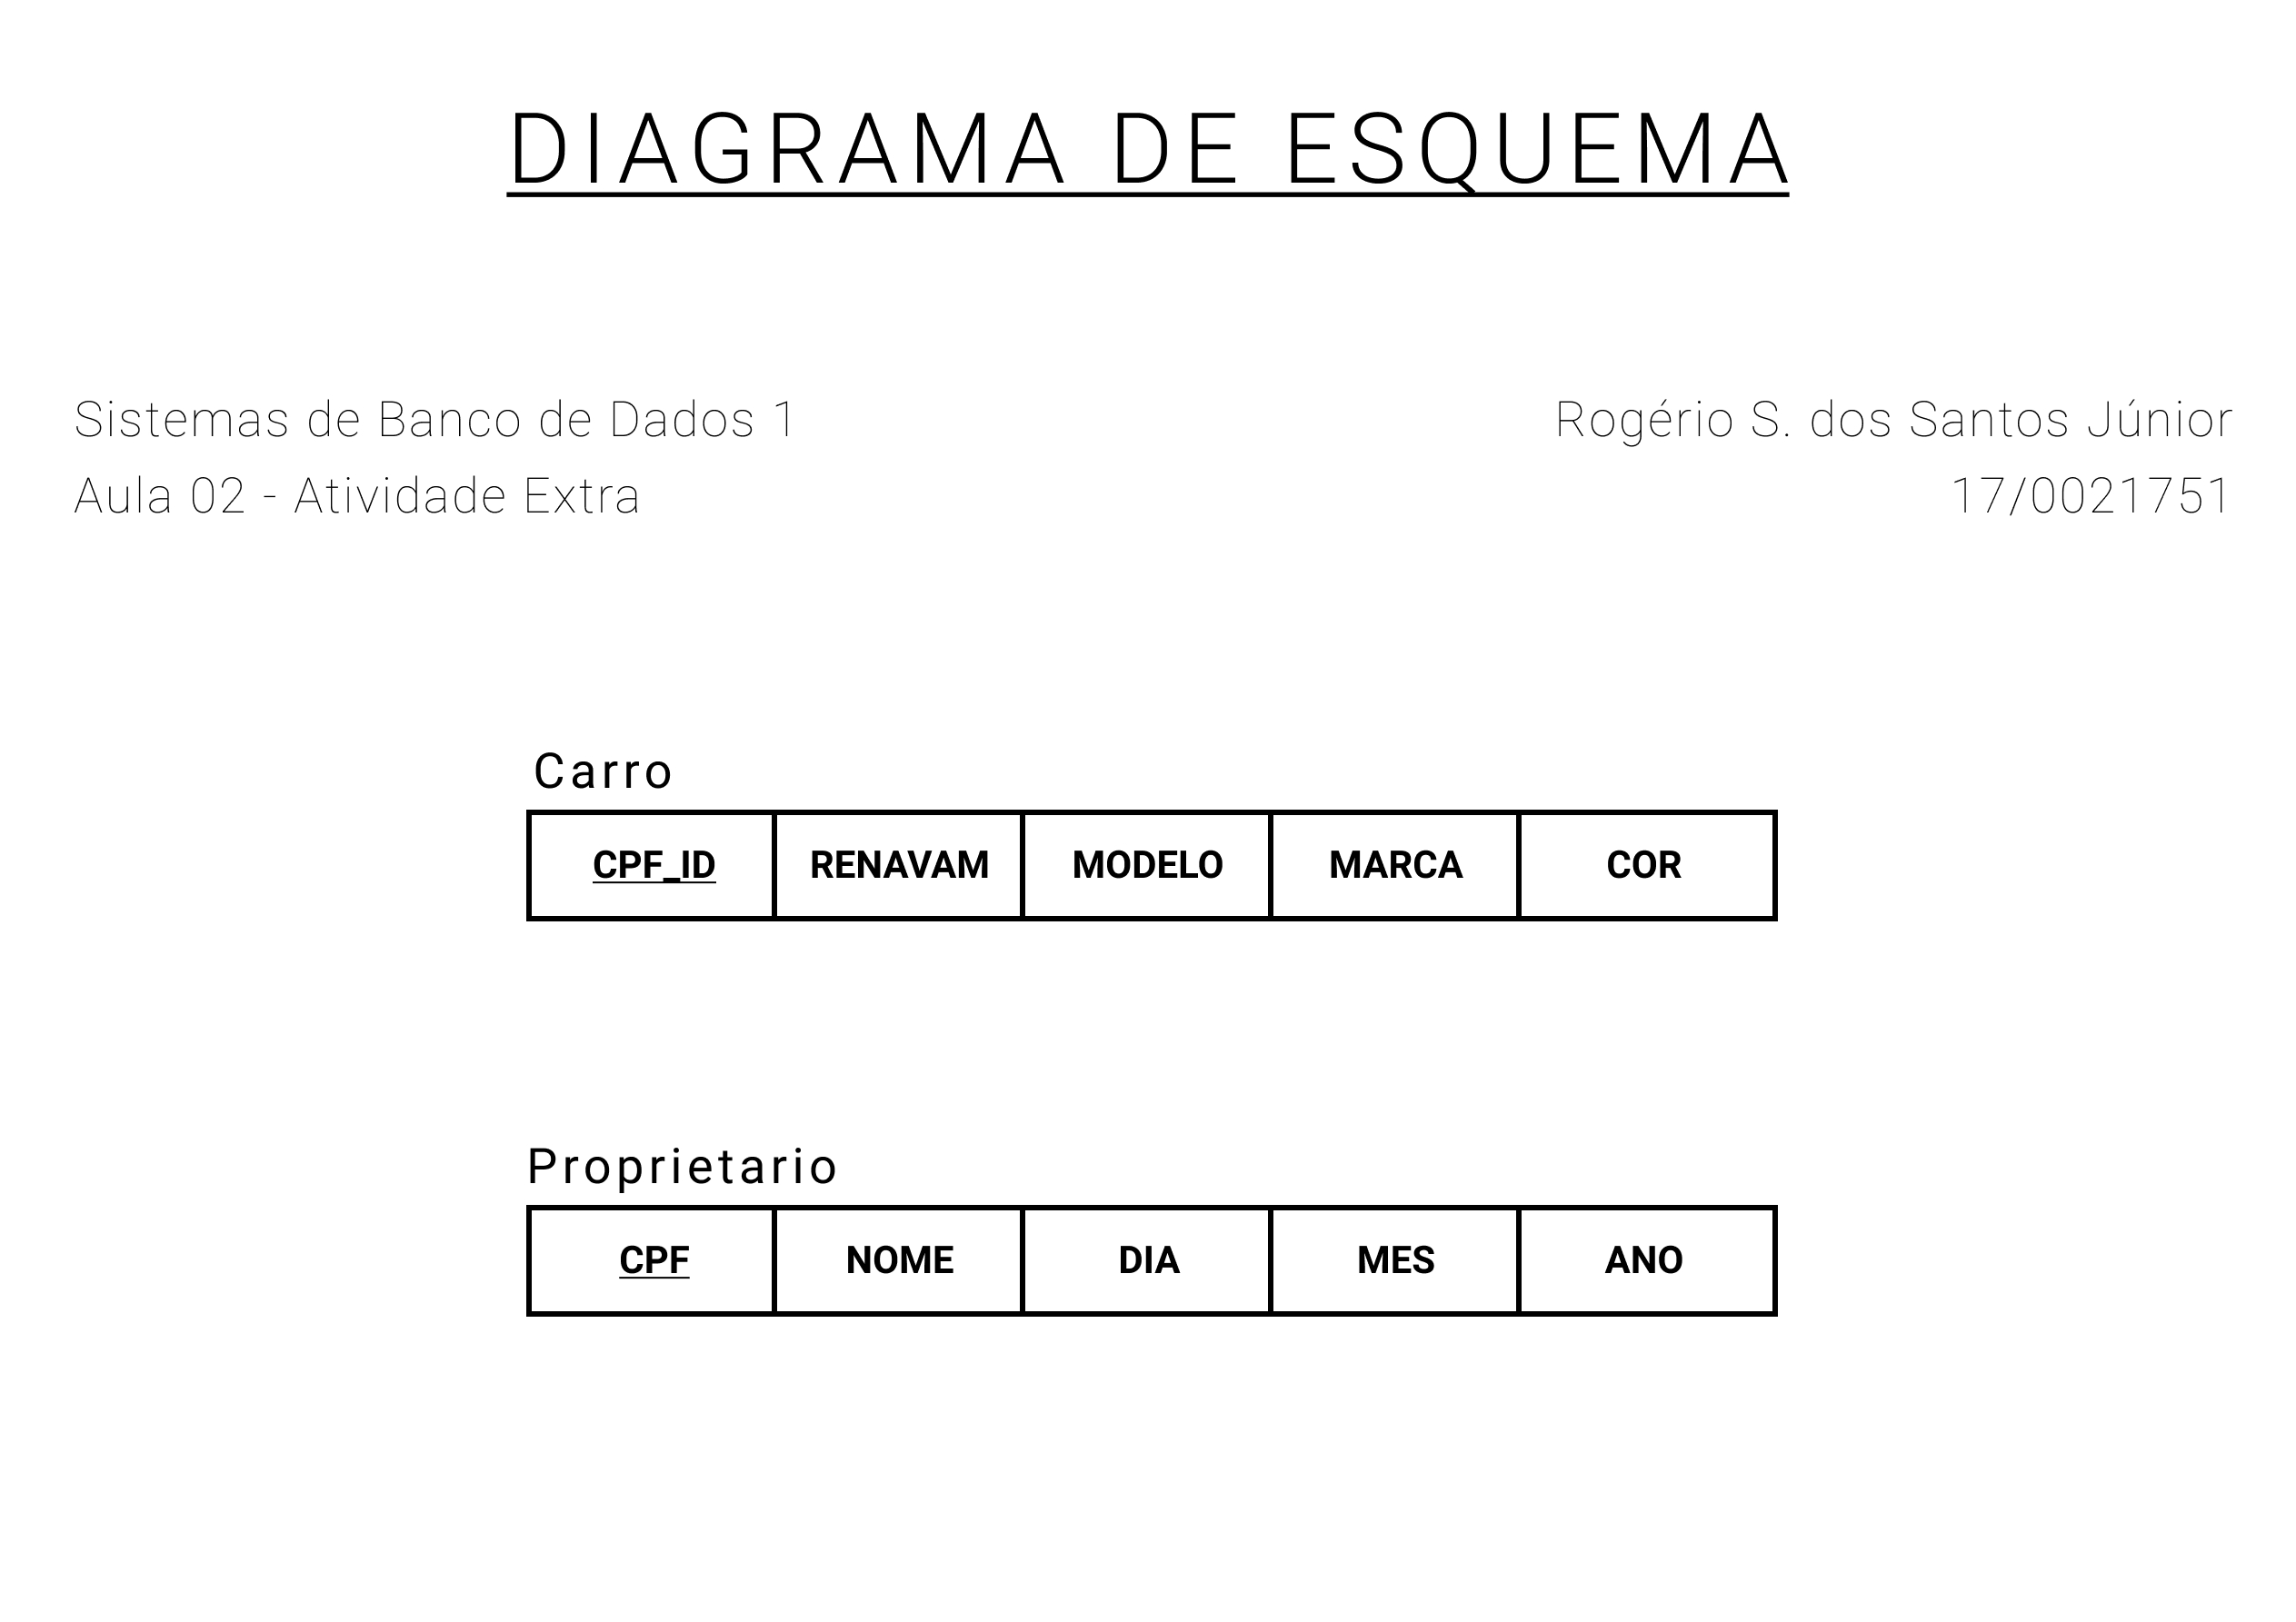 DIAGRAMA DE ESQUEMA
Sistemas de Banco de Dados 1
Rogério S. dos Santos Júnior
Aula 02 - Atividade Extra
17/0021751
Carro
CPF_ID RENAVAM MODELO MARCA COR
Proprietario
CPF NOME DIA MES ANO